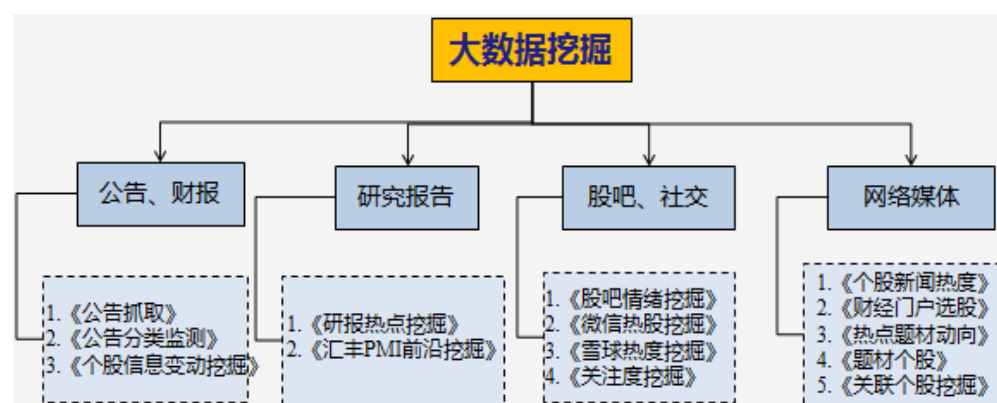 大数据挖掘
公告、财报
研究报告
股吧、社交
网络媒体
1.《公告抓取》
2.《公告分类监测》
3.《个股信息变动挖掘》
1.《研报热点挖掘》
2.《汇丰PMI前沿挖掘》
1.《股吧情绪挖掘》
2.《微信热股挖掘》
3.《雪球热度挖掘》
4.《关注度挖掘》
1.《个股新闻热度》
2.《财经门户选股》
3.《热点题材动向》
4.《题材个股》
5.《关联个股挖掘》